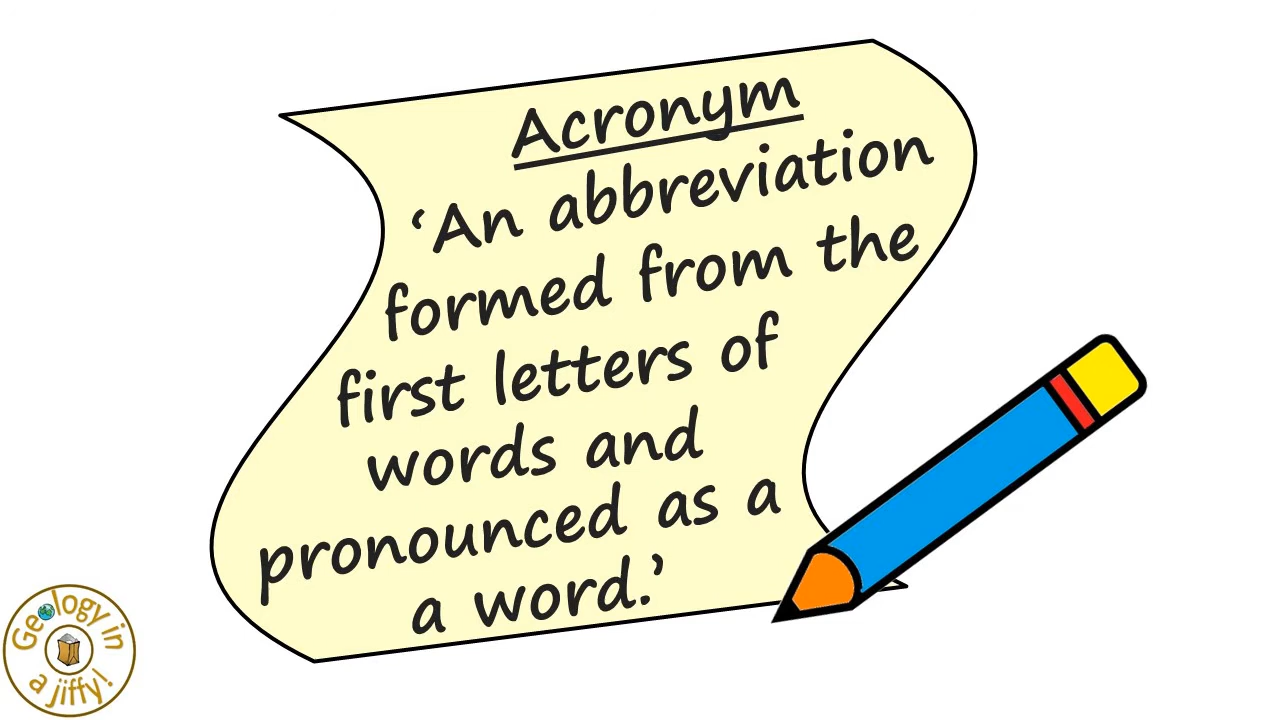 Acronym
‘An abbreviation
formed from the
first letters of
words and
pronounced as a
a word.’
Geology in
a jiffy!